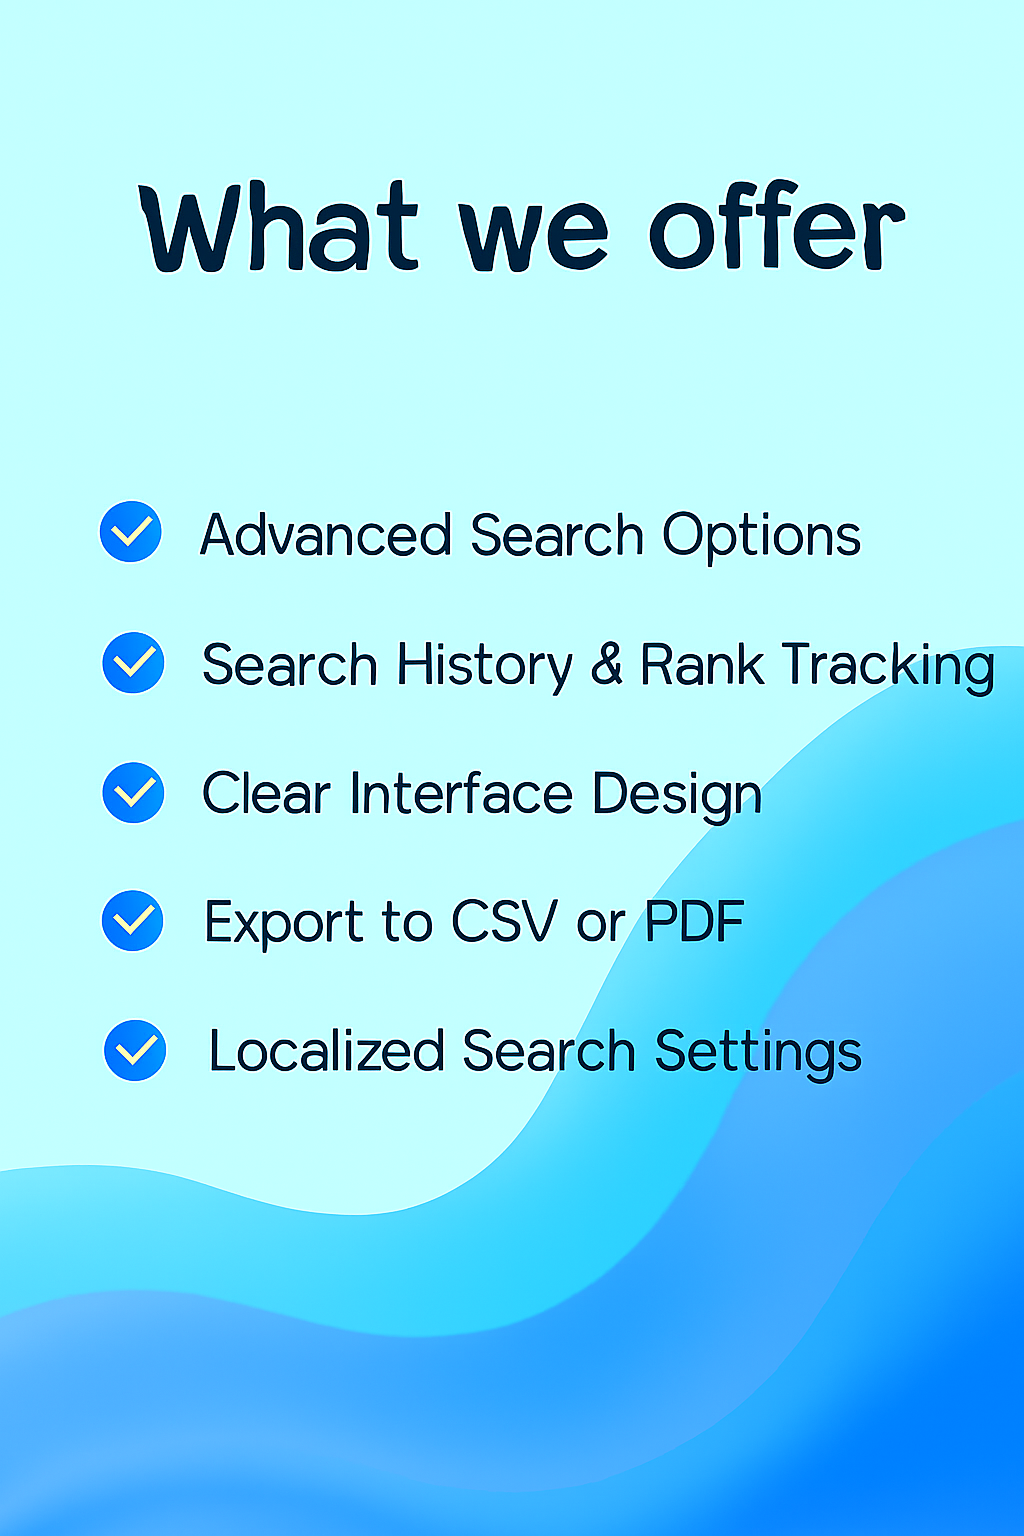 What we offer
Advanced Search Options
Search History & Rank Tracking
Clear Interface Design
Export to CSV or PDF
Localized Search Settings